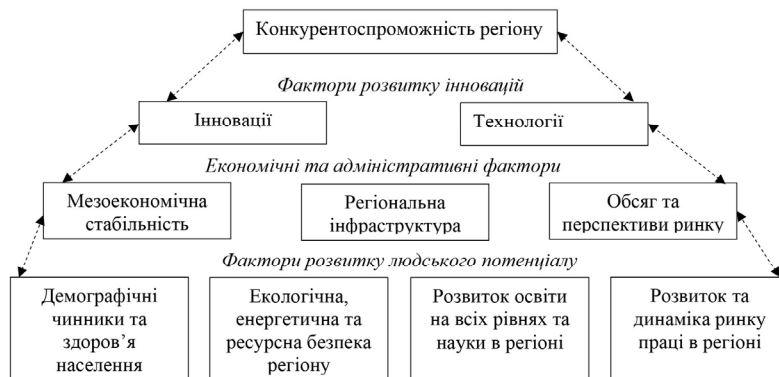 Конкурентоспроможність регіону
Фактори розвитку інновацій
Інновації
Технології
Економічні та адміністративні фактори
Мезоекономічна
стабільність
Регіональна
інфраструктура
Обсяг та
перспективи ринку
Фактори розвитку людського потенціалу
Демографічні
чинники та
здоров’я
населення
Екологічна,
енергетична та
ресурсна безпека
регіону
Розвиток освіти
на всіх рівнях та
науки в регіоні
Розвиток та
динаміка ринку
праці в регіоні